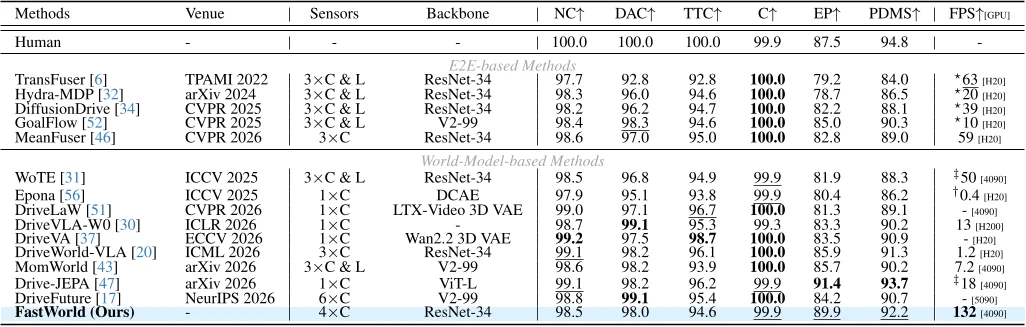 Methods Venue Sensors Backbone NC↑ DAC↑ TTC↑ C↑ EP↑ PDMS↑ FPS↑[GPU]
Human - - - 100.0 100.0 100.0 99.9 87.5 94.8 -
E2E-based Methods
TransFuser [6] TPAMI 2022 3×C & L ResNet-34 97.7 92.8 92.8 100.0 79.2 84.0 *63 [H20]
Hydra-MDP [32] arXiv 2024 3×C & L ResNet-34 98.3 96.0 94.6 100.0 78.7 86.5 *20 [H20]
DiffusionDrive [34] CVPR 2025 3×C & L ResNet-34 98.2 96.2 94.7 100.0 82.2 88.1 *39 [H20]
GoalFlow [52] CVPR 2025 3×C & L V2-99 98.4 98.3 94.6 100.0 85.0 90.3 *10 [H20]
MeanFuser [46] CVPR 2026 3×C ResNet-34 98.6 97.0 95.0 100.0 82.8 89.0 59 [H20]
World-Model-based Methods
WoTE [31] ICCV 2025 3×C & L ResNet-34 98.5 96.8 94.9 99.9 81.9 88.3 ‡50 [4090]
Epona [56] ICCV 2025 1×C DCAE 97.9 95.1 93.8 99.9 80.4 86.2 †0.4 [H20]
DriveLaW [51] CVPR 2026 1×C LTX-Video 3D VAE 99.0 97.1 96.7 100.0 81.3 89.1 - [4090]
DriveVLA-W0 [30] ICLR 2026 1×C - 98.7 99.1 95.3 99.3 83.3 90.2 13 [H200]
DriveVA [37] ECCV 2026 1×C Wan2.2 3D VAE 99.2 97.5 98.7 100.0 83.5 90.9 - [H20]
DriveWorld-VLA [20] ICML 2026 3×C ResNet-34 99.1 98.2 96.1 100.0 85.9 91.3 1.2 [H20]
MomWorld [43] arXiv 2026 3×C & L V2-99 98.6 98.2 93.9 100.0 85.7 90.2 7.2 [4090]
Drive-JEPA [47] arXiv 2026 1×C ViT-L 99.1 98.2 96.2 99.9 91.4 93.7 ‡18 [4090]
DriveFuture [17] NeurIPS 2026 6×C V2-99 98.8 99.1 95.4 100.0 84.2 90.7 - [5090]
FastWorld (Ours) - 4×C ResNet-34 98.5 98.0 94.6 99.9 89.9 92.2 132 [4090]